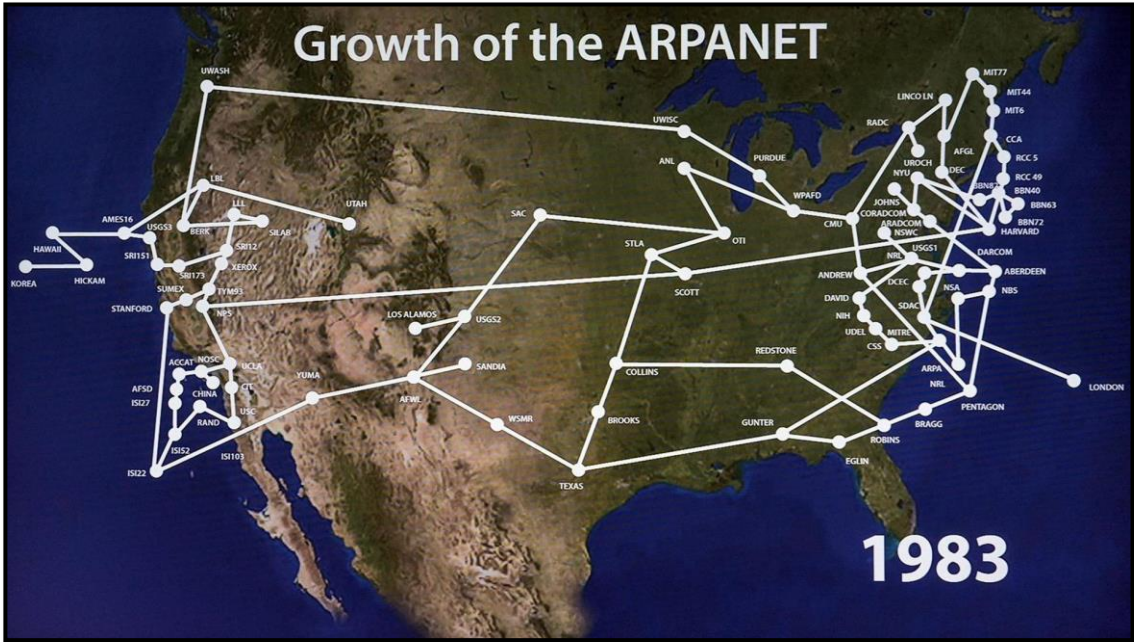 Growth of the ARPANET
UWASH
MIT77
MIT44
LINCO LN
MIT6
UWISC
RADC
CCA
AFGL
PURDUE
ANL
UROCH
RCC 5
NYU
DEC
LBL
RCC 49
BBN40
UTAH
JOHNS
BBN63
LLL
SAC
WPAFD
CORADCOM
BBN72
AMES16
USGS3
BERK
SILAB
CMU
ARADCOM
HARVARD
HAWAII
NSWC
OTI
STLA
SRI12
NRL
USGS1
DARCOM
SRI151
XEROX
HICKAM
SRI173
ANDREW
DCEC
ABERDEEN
KOREA
SUMEX
TYM93
SCOTT
NSA
NBS
STANFORD
NPS
DAVID
SDAC
LOS ALAMOS
USGS2
NIH
UDEL
MITRE
CSS
REDSTONE
ACCAT
NOSC
UCLA
SANDIA
COLLINS
ARPA
YUMA
LONDON
AFSD
CHINA
CIT
NRL
ISI27
AFWL
PENTAGON
RAND
USC
WSMR
BROOKS
GUNTER
BRAGG
ISI52
ROBINS
ISI22
ISI103
EGLIN
TEXAS
1983